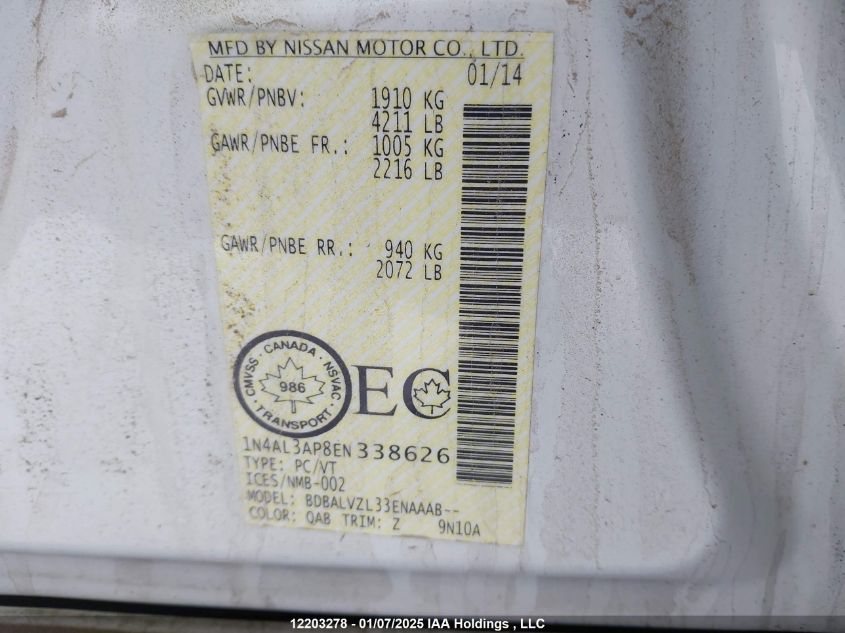 MFD BY NISSAN MOTOR CO., LTD.
DATE: 01/14
GVWR/PNBV: 1910 KG
4211 LB
GAWR/PNBE FR.: 1005 KG
2216 LB
GAWR/PNBE RR.: 940 KG
2072 LB
CMVSS · CANADA · NSVAC · TRANSPORT ·
986
EC
1N4AL3AP8EN338626
TYPE: PC/VT
ICES/NMB-002
MODEL: BDBALVZL33ENAAAB--
COLOR: QAB TRIM: Z 9N10A
12203278 - 01/07/2025 IAA Holdings , LLC